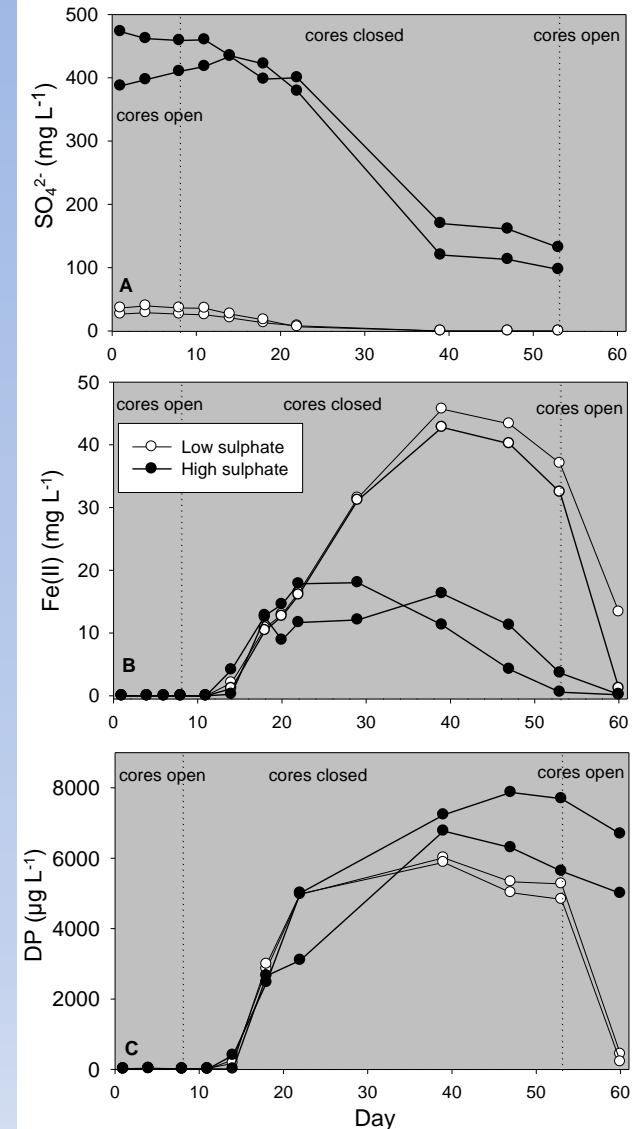 500
400
300
200
100
0
SO₄²⁻ (mg L⁻¹)
cores open
cores closed
cores open
A
0 10 20 30 40 50 60
50
40
30
20
10
0
Fe(II) (mg L⁻¹)
cores open
cores closed
cores open
Low sulphate
High sulphate
B
0 10 20 30 40 50 60
8000
6000
4000
2000
0
DP (µg L⁻¹)
cores open
cores closed
cores open
C
0 10 20 30 40 50 60
Day